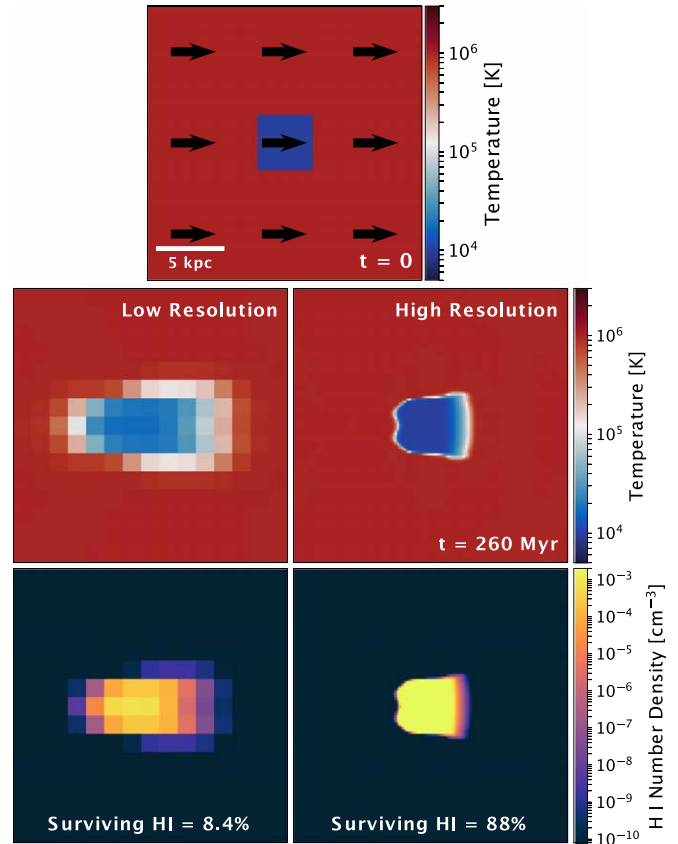 10⁶
10⁵
10⁴
Temperature [K]
5 kpc
t = 0
Low Resolution
High Resolution
t = 260 Myr
10⁶
10⁵
10⁴
Temperature [K]
Surviving HI = 8.4%
Surviving HI = 88%
10⁻³
10⁻⁴
10⁻⁵
10⁻⁶
10⁻⁷
10⁻⁸
10⁻⁹
10⁻¹⁰
H I Number Density [cm⁻³]